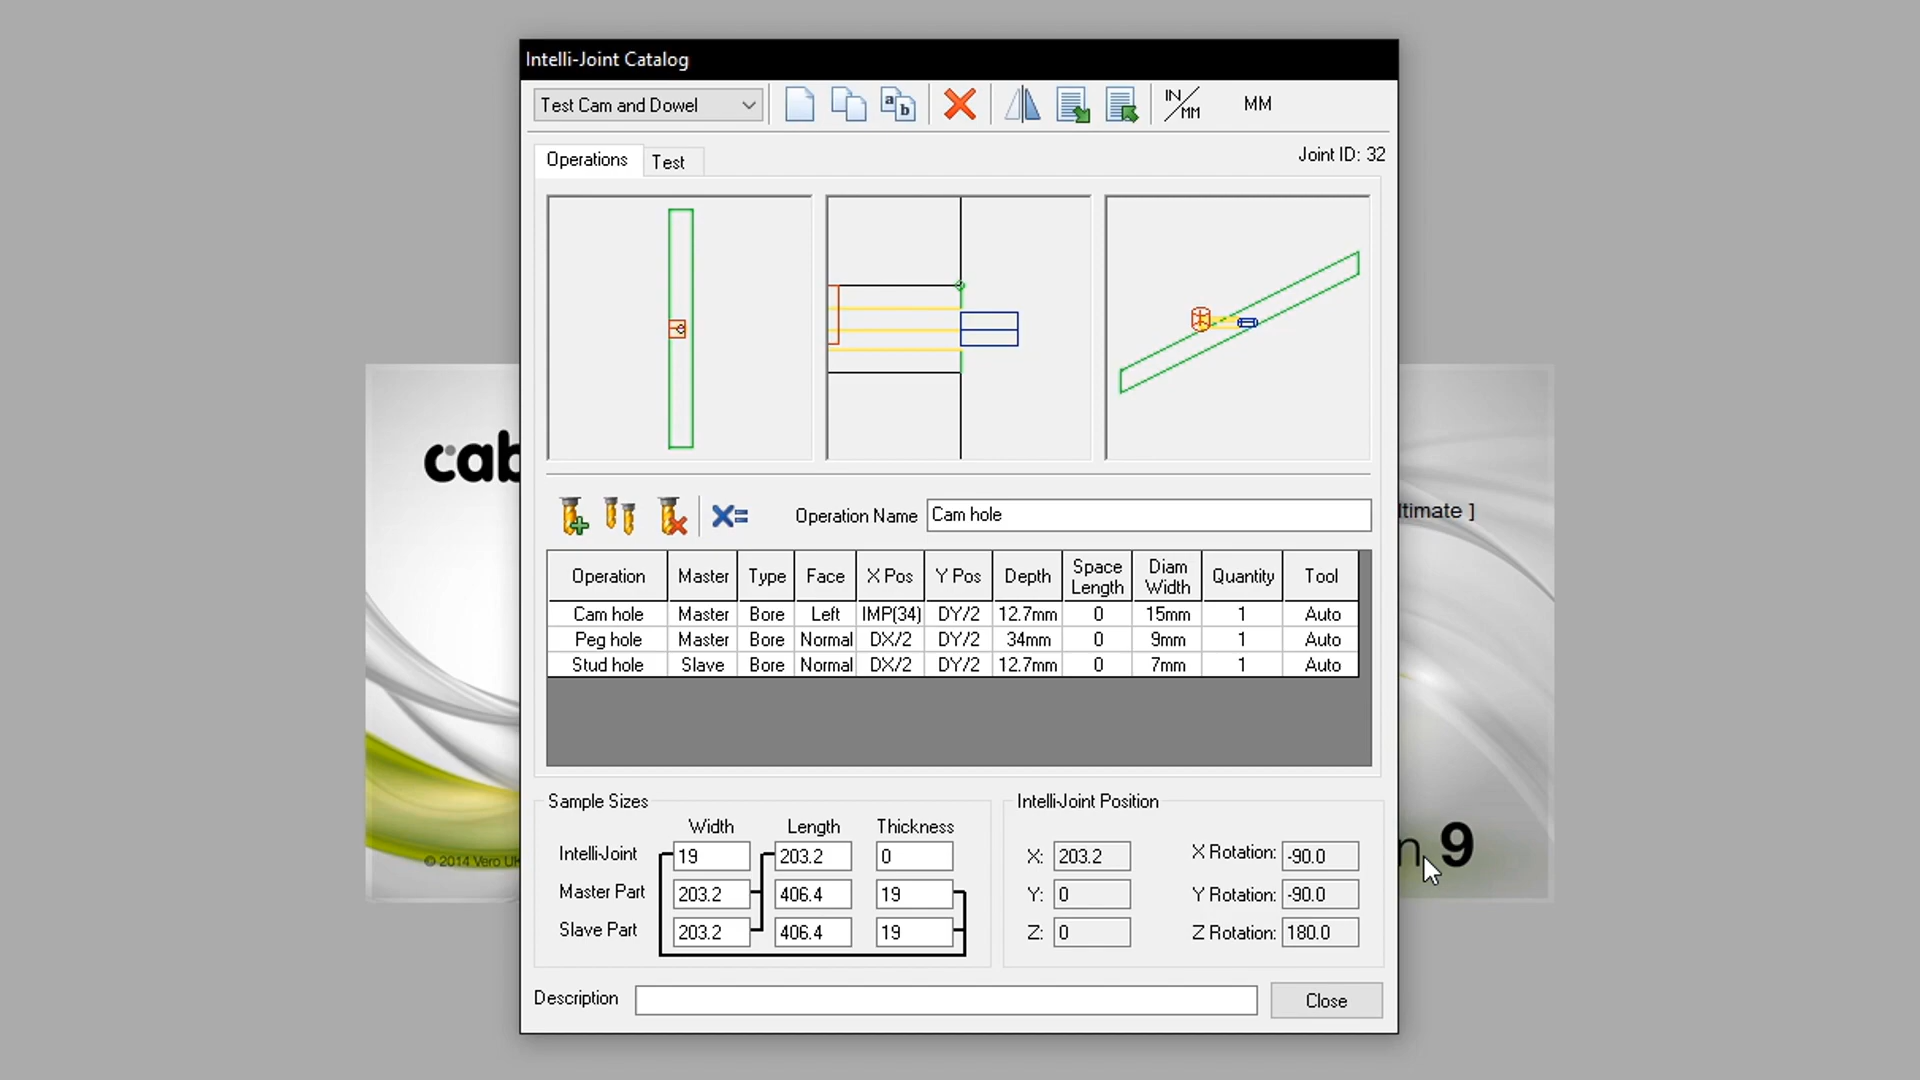 Intelli-Joint Catalog
Test Cam and Dowel
a b
IN/MM
MM
Operations
Test
Joint ID: 32
cab
ltimate ]
Operation Name
Cam hole
Operation Master Type Face X Pos Y Pos Depth Space Length Diam Width Quantity Tool
Cam hole Master Bore Left IMP(34) DY/2 12.7mm 0 15mm 1 Auto
Peg hole Master Bore Normal DX/2 DY/2 34mm 0 9mm 1 Auto
Stud hole Slave Bore Normal DX/2 DY/2 12.7mm 0 7mm 1 Auto
Sample Sizes
Width Length Thickness
Intelli-Joint 19 203.2 0
Master Part 203.2 406.4 19
Slave Part 203.2 406.4 19
Intelli-Joint Position
X: 203.2 X Rotation: -90.0
Y: 0 Y Rotation: -90.0
Z: 0 Z Rotation: 180.0
© 2014 Vero UK
n 9
Description
Close